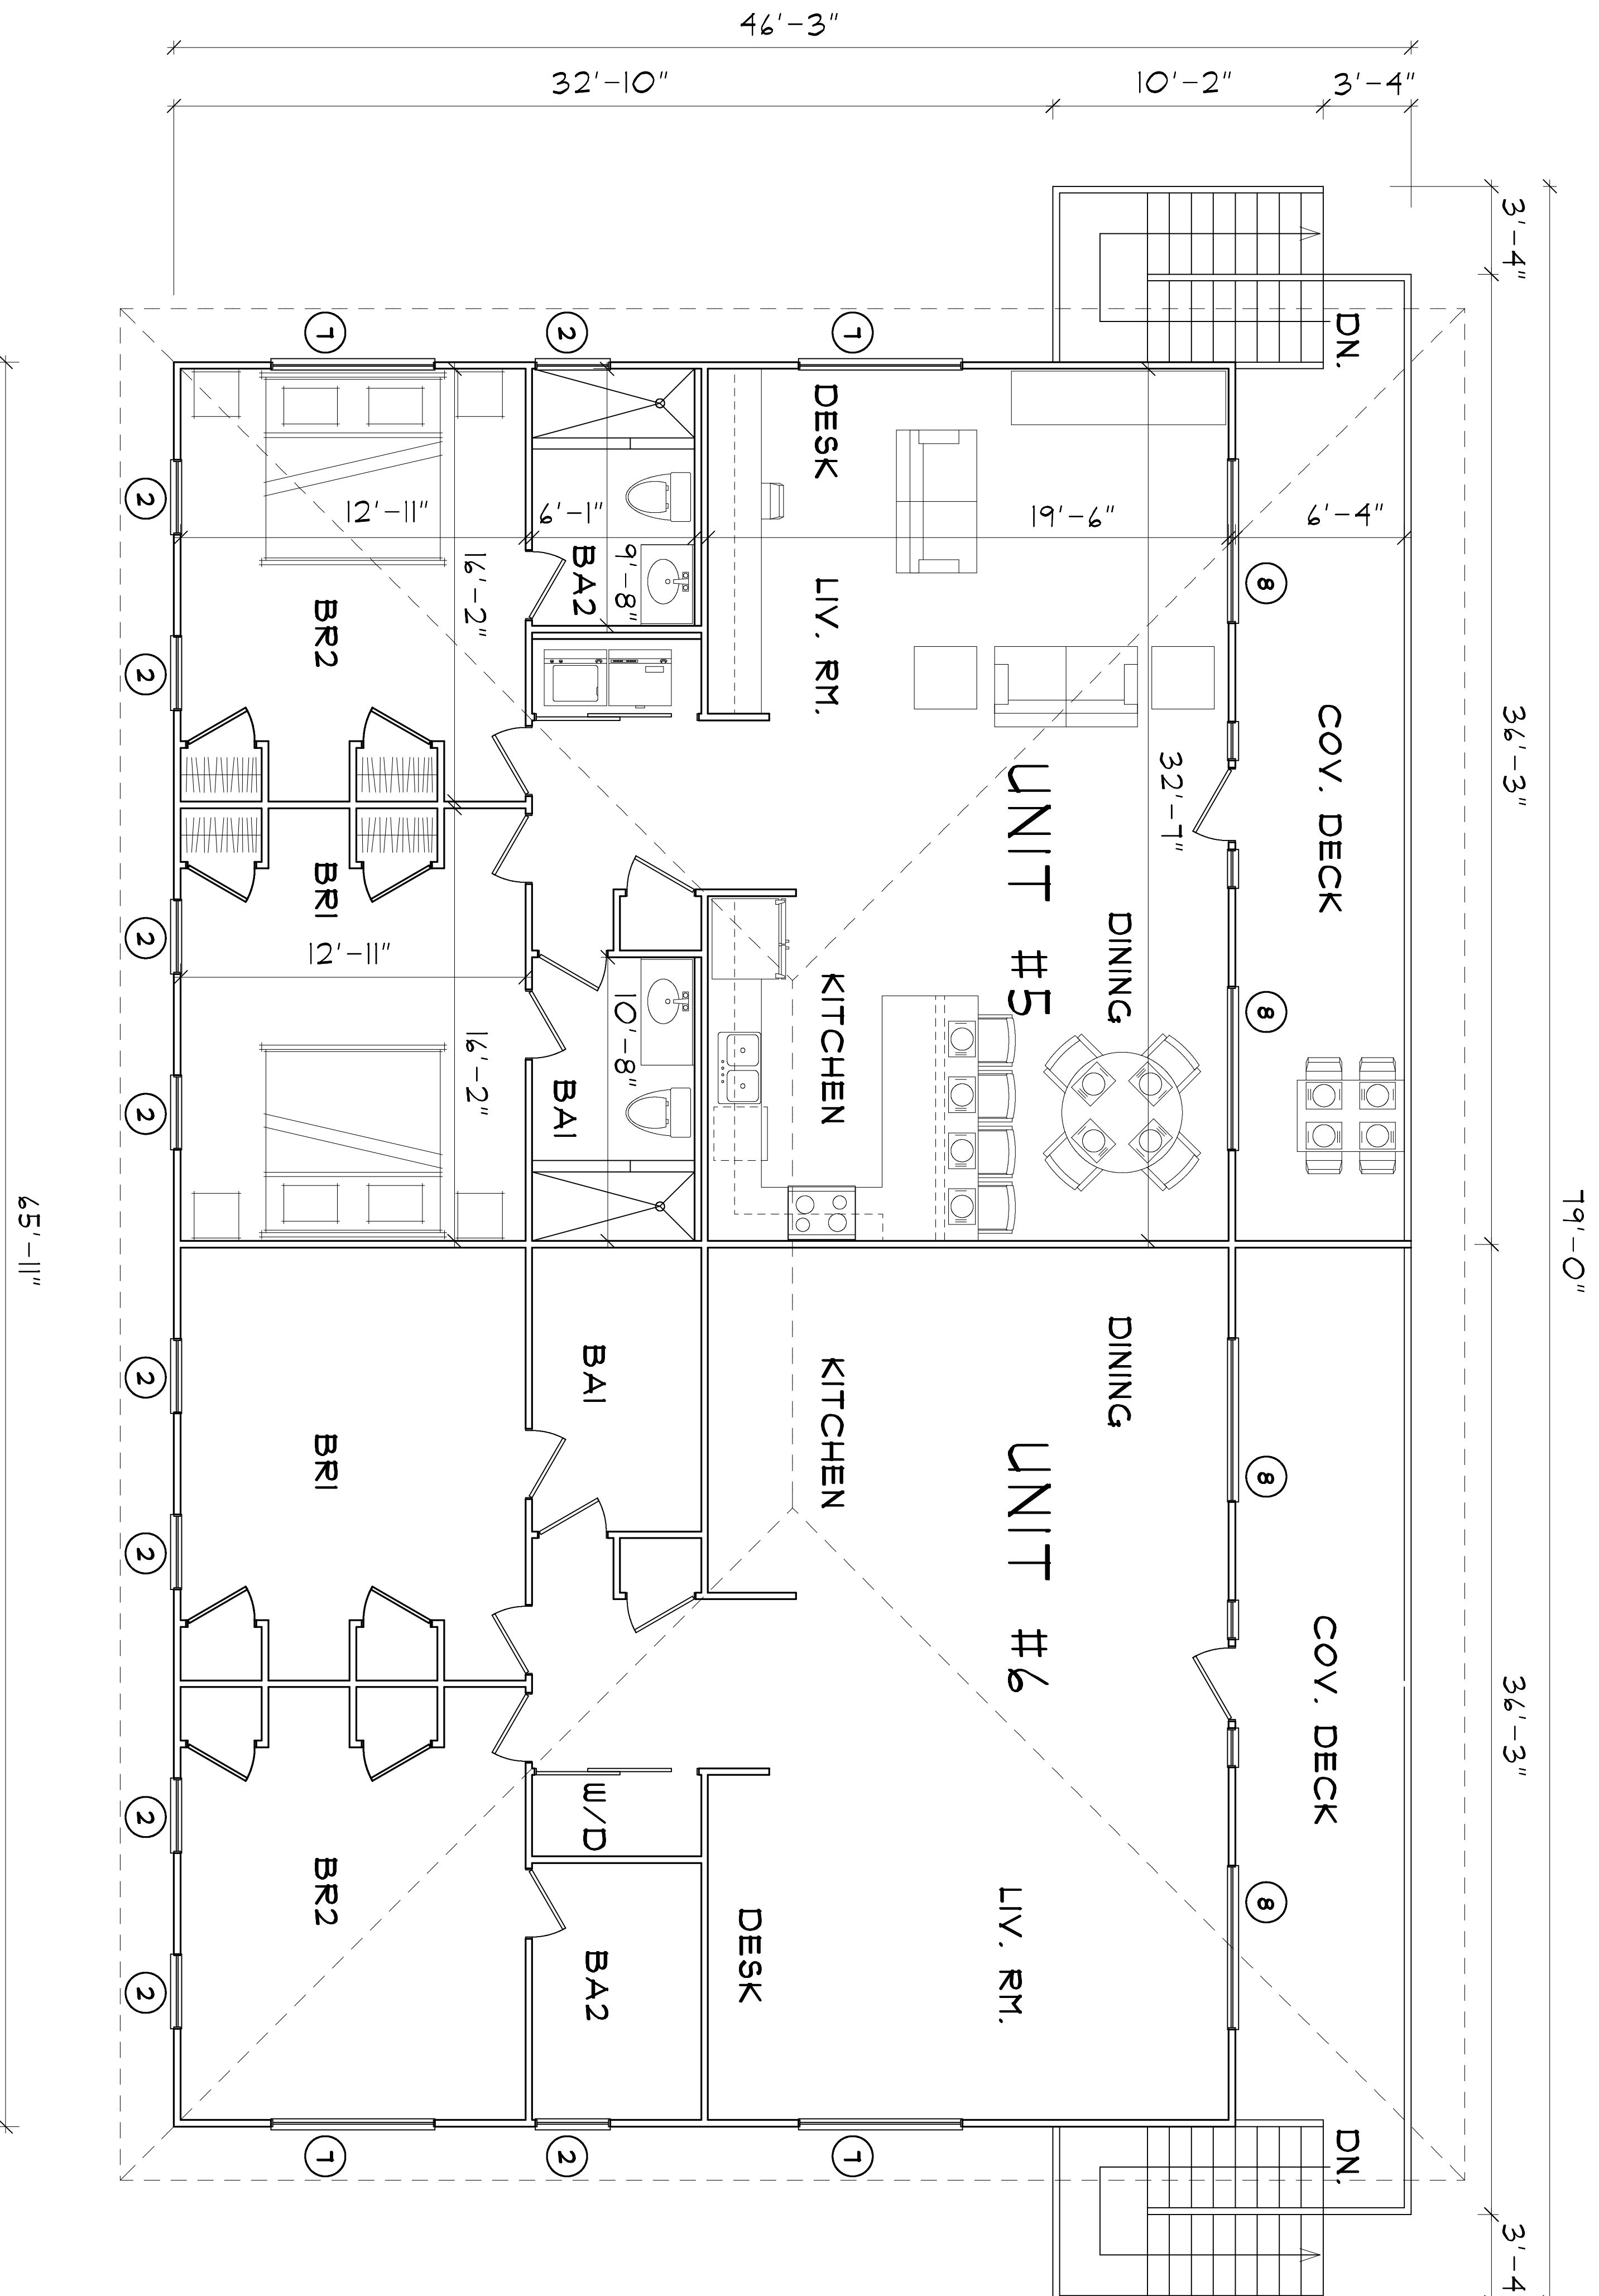 46'-3"
32'-10"
10'-2"
3'-4"
3'-4"
DN.
7
2
7
DESK
2
12'-11"
6'-1"
19'-6"
6'-4"
9'-8"
16'-2"
BA2
8
BR2
LIV. RM.
2
36'-3"
COV. DECK
UNIT #5
32'-7"
BR1
DINING
2
12'-11"
KITCHEN
10'-8"
8
16'-2"
BA1
2
65'-11"
79'-0"
2
BA1
DINING
KITCHEN
BR1
UNIT #6
8
2
COV. DECK
36'-3"
2
W/D
BR2
LIV. RM.
8
DESK
BA2
2
DN.
7
2
7
3'-4